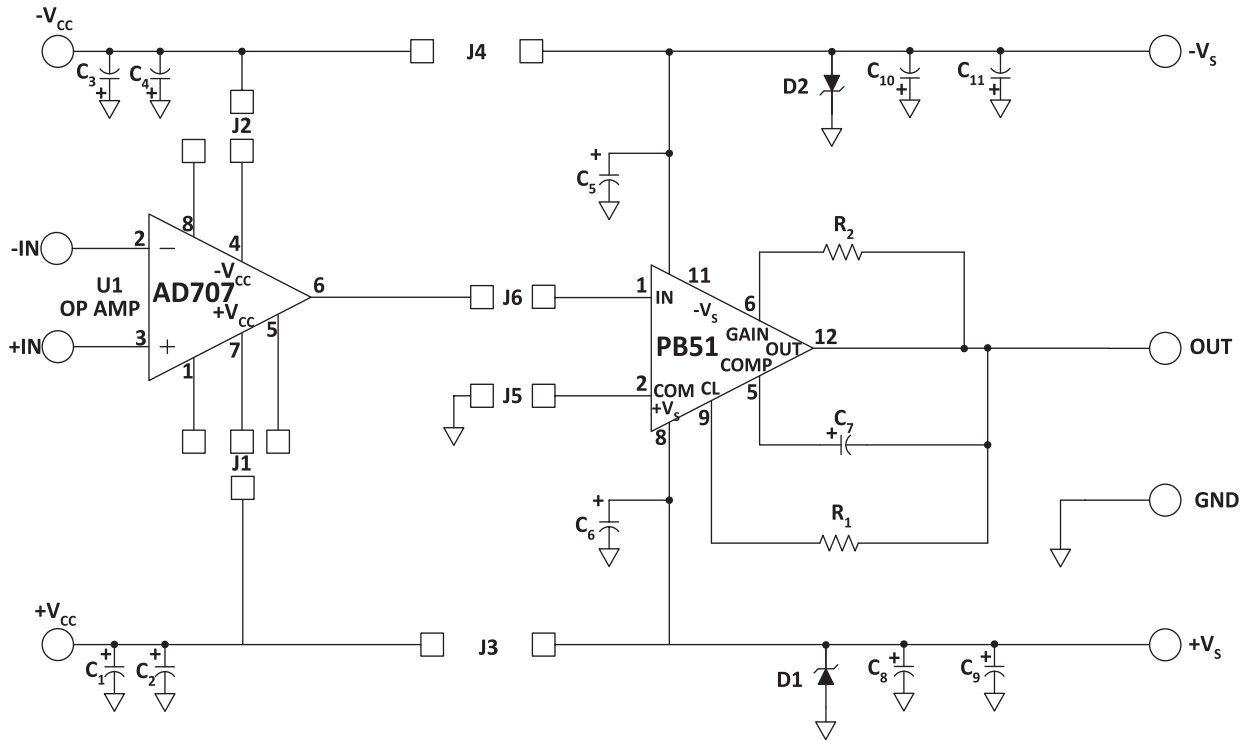 -VCC
J4
-VS
C3
C4
+
+
D2
C10
+
C11
+
J2
+
C5
8
4
-IN
2
−
-VCC
U1
OP AMP
AD707
6
+VCC
5
+IN
3
+
7
1
J1
J6
1
IN
11
-VS
6
R2
GAIN
PB51
OUT
12
OUT
COMP
J5
2
COM
CL
5
+VS
9
8
+
C7
+
C6
R1
GND
+VCC
J3
+VS
+
C1
+
C2
D1
+
C8
+
C9